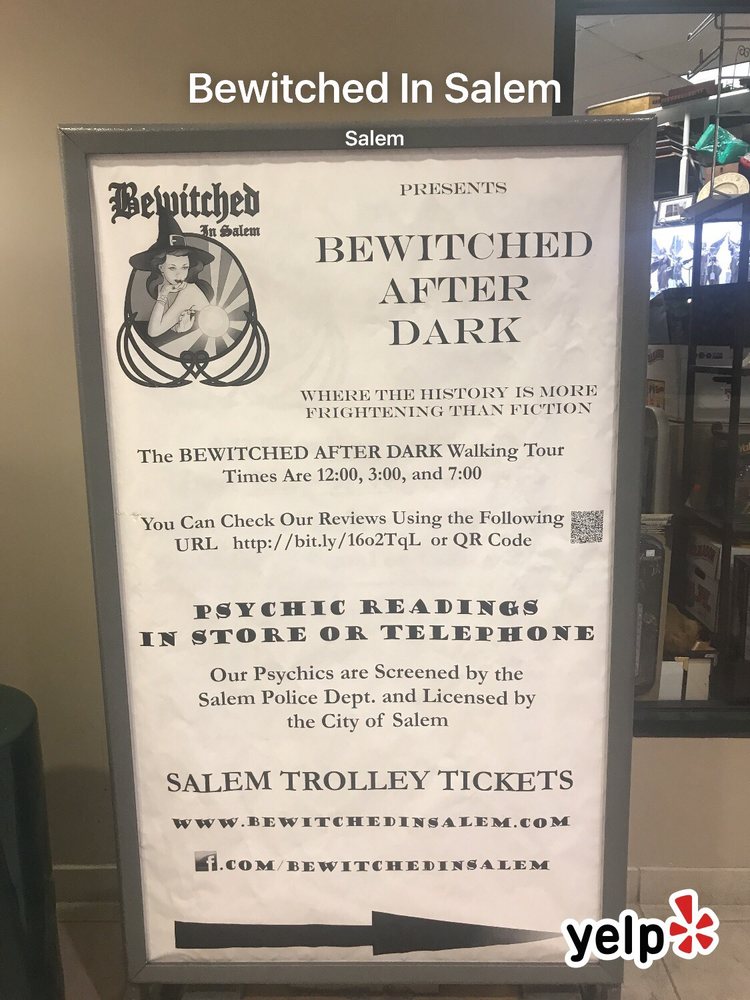 Bewitched In Salem
Salem
Bewitched
In Salem
PRESENTS
BEWITCHED
AFTER
DARK
WHERE THE HISTORY IS MORE
FRIGHTENING THAN FICTION
The BEWITCHED AFTER DARK Walking Tour
Times Are 12:00, 3:00, and 7:00
You Can Check Our Reviews Using the Following
URL http://bit.ly/16o2TqL or QR Code
PSYCHIC READINGS
IN STORE OR TELEPHONE
Our Psychics are Screened by the
Salem Police Dept. and Licensed by
the City of Salem
SALEM TROLLEY TICKETS
WWW.BEWITCHEDINSALEM.COM
f.COM/BEWITCHEDINSALEM
yelp